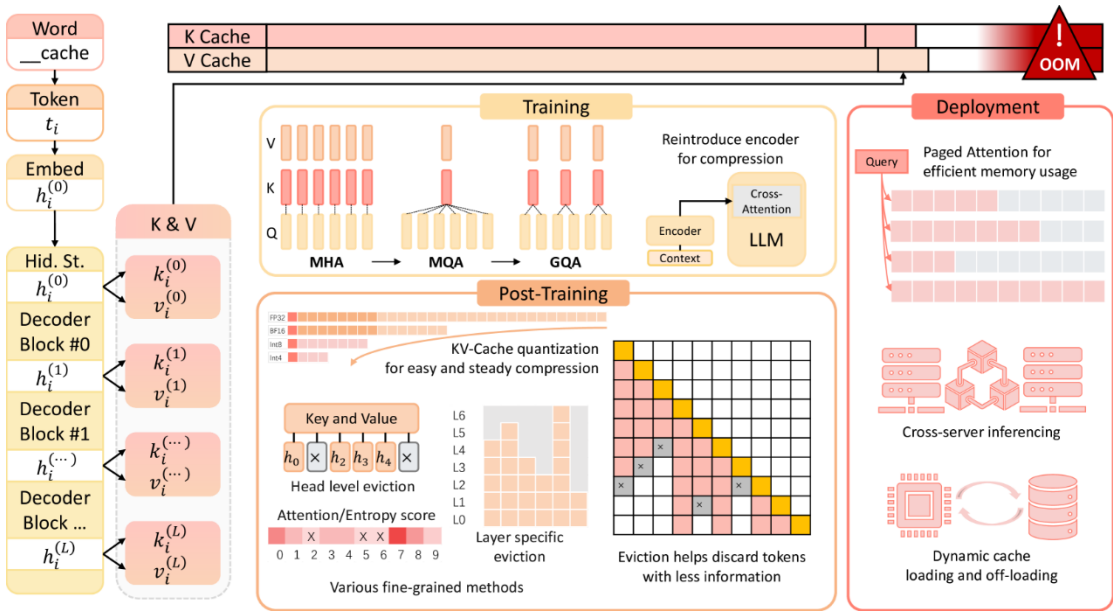 Word
__cache
Token
t_i
Embed
h_i^(0)
Hid. St.
h_i^(0)
Decoder
Block #0
h_i^(1)
Decoder
Block #1
h_i^(...)
Decoder
Block ...
h_i^(L)
K & V
k_i^(0)
v_i^(0)
k_i^(1)
v_i^(1)
k_i^(...)
v_i^(...)
k_i^(L)
v_i^(L)
K Cache
V Cache
!
OOM
Training
V
K
Q
MHA
MQA
GQA
Reintroduce encoder
for compression
Cross-
Attention
LLM
Encoder
Context
Post-Training
FP32
BF16
Int8
Int4
KV-Cache quantization
for easy and steady compression
Key and Value
h_0 × h_2 h_3 h_4 ×
Head level eviction
Attention/Entropy score
X X X
0 1 2 3 4 5 6 7 8 9
Various fine-grained methods
L6
L5
L4
L3
L2
L1
L0
Layer specific
eviction
×
×
× ×
×
Eviction helps discard tokens
with less information
Deployment
Query
Paged Attention for
efficient memory usage
Cross-server inferencing
Dynamic cache
loading and off-loading